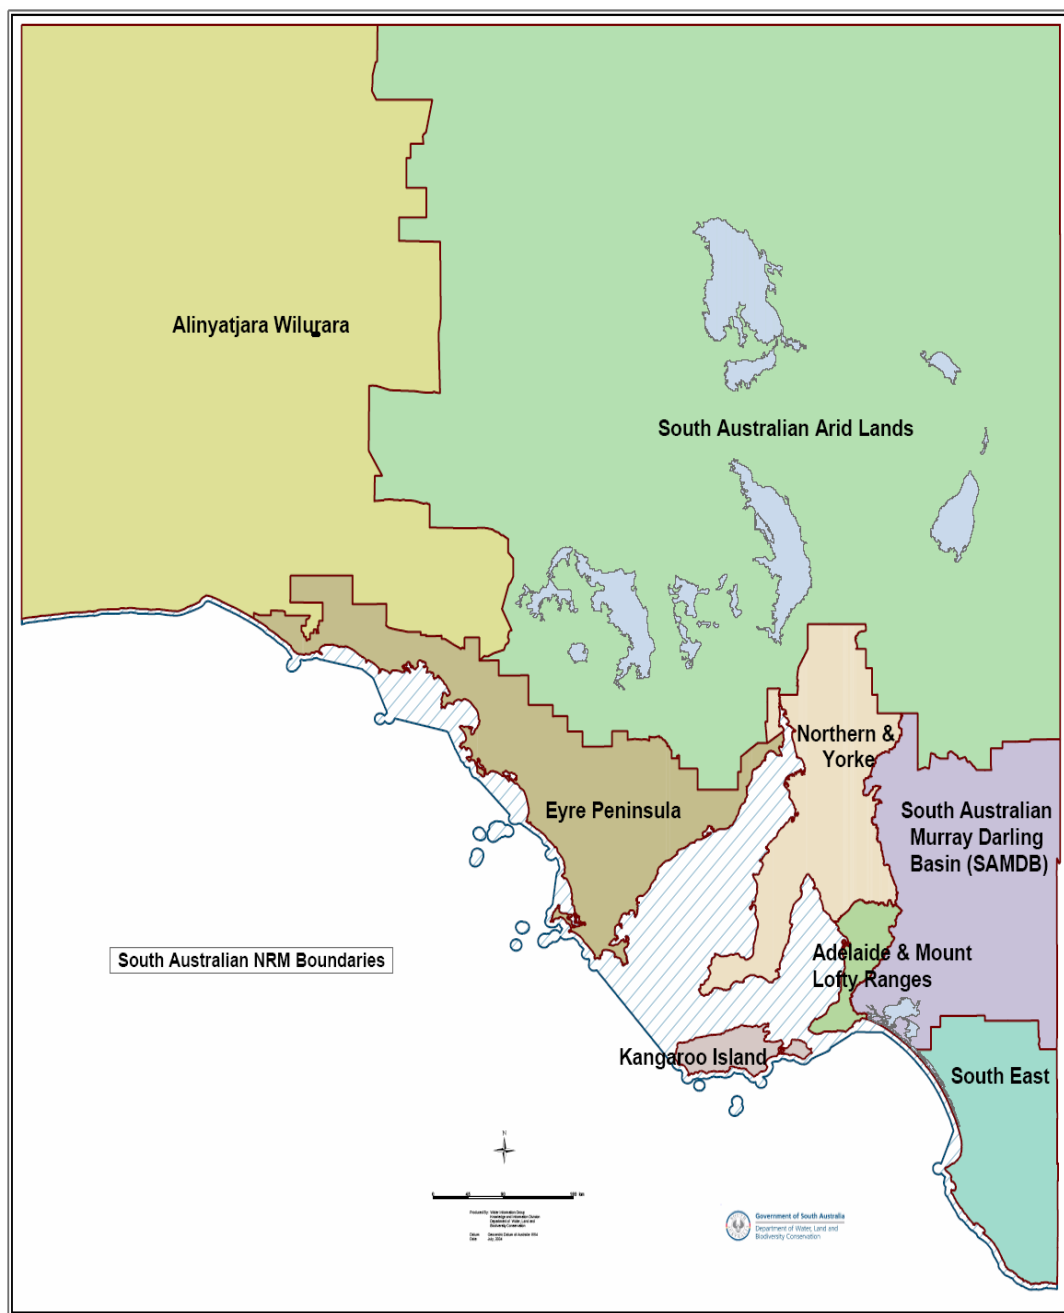 Alinyatjara Wilurara
South Australian Arid Lands
Northern &
Yorke
Eyre Peninsula
South Australian
Murray Darling
Basin (SAMDB)
Adelaide & Mount
Lofty Ranges
South Australian NRM Boundaries
Kangaroo Island
South East
N
Government of South Australia
Department of Water, Land and
Biodiversity Conservation